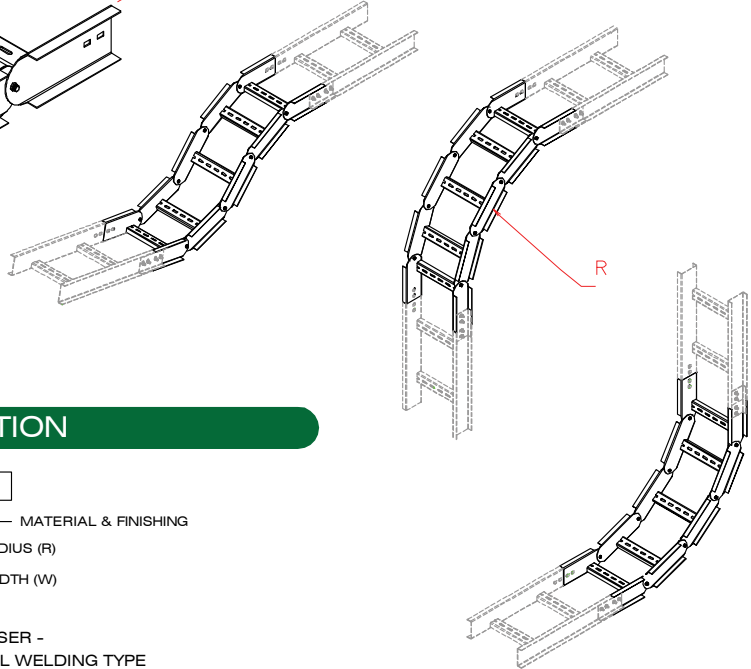 R
TION
— MATERIAL & FINISHING
DIUS (R)
DTH (W)
SER -
L WELDING TYPE